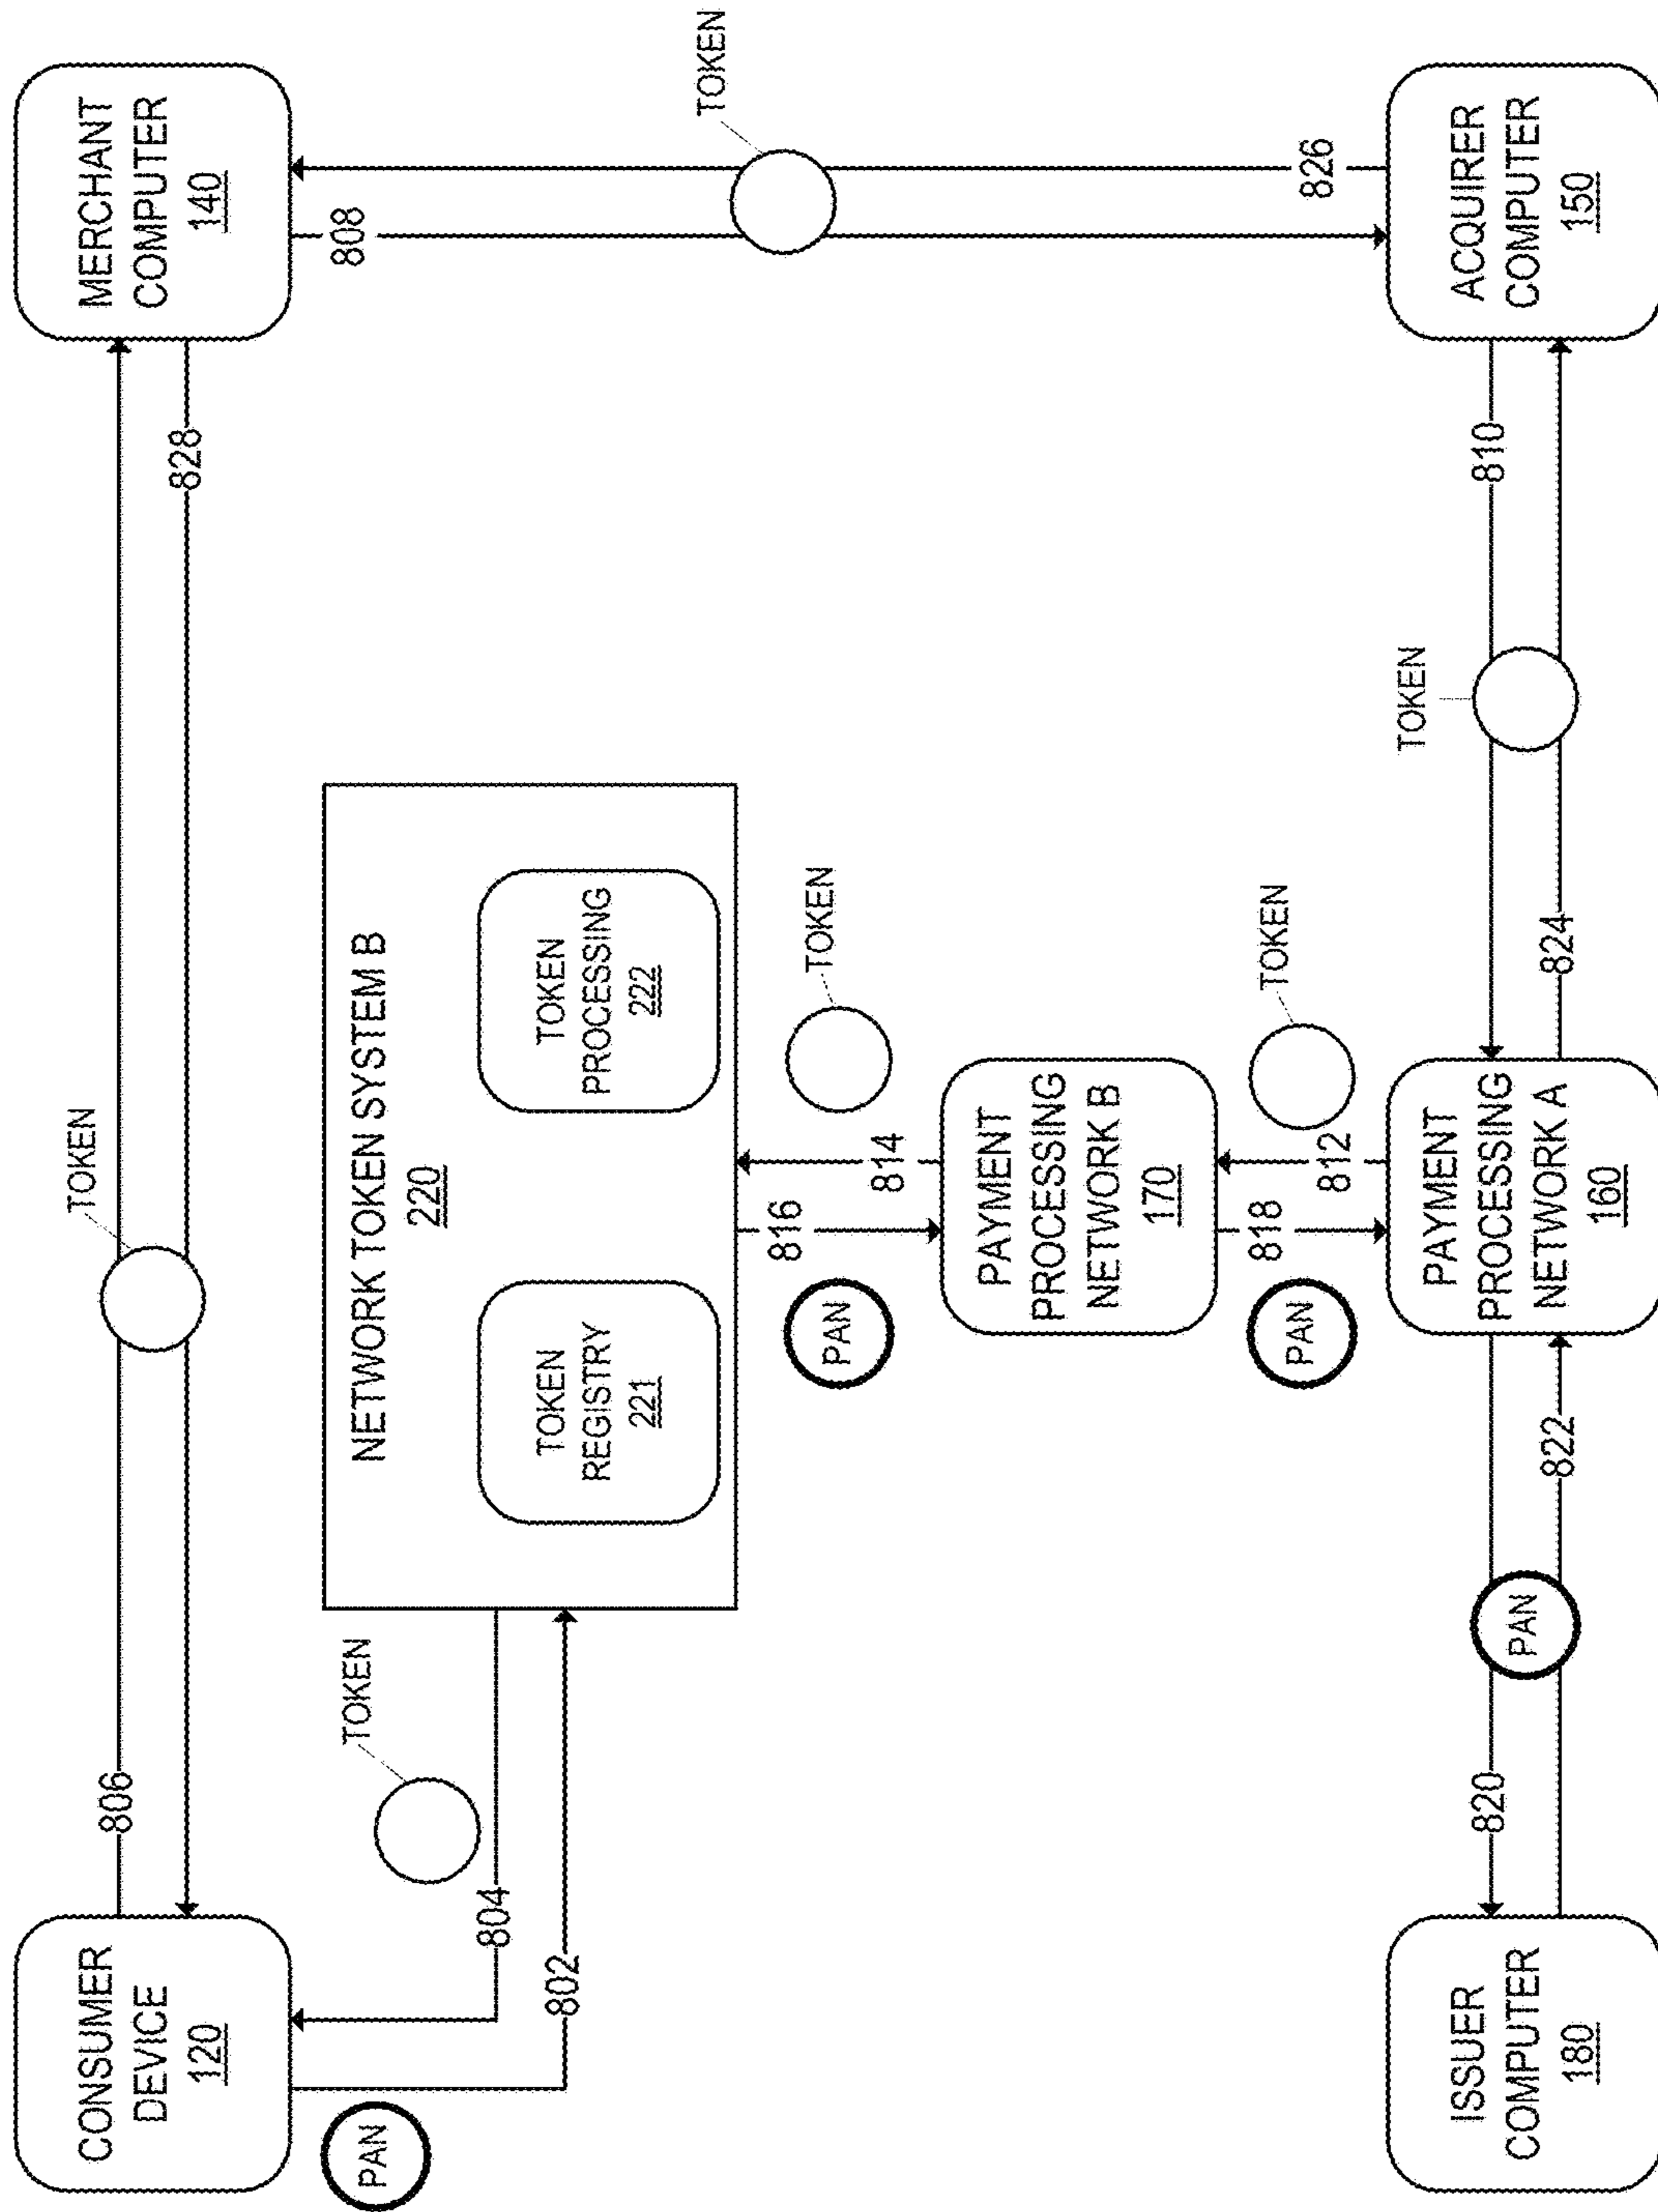 TOKEN
806
828
CONSUMER
DEVICE
120
MERCHANT
COMPUTER
140
PAN
804
802
TOKEN
NETWORK TOKEN SYSTEM B
220
TOKEN
REGISTRY
221
TOKEN
PROCESSING
222
808
TOKEN
826
816
814
PAN
TOKEN
PAYMENT
PROCESSING
NETWORK B
170
818
812
PAN
TOKEN
ISSUER
COMPUTER
180
820
PAN
822
PAYMENT
PROCESSING
NETWORK A
160
TOKEN
810
824
ACQUIRER
COMPUTER
150